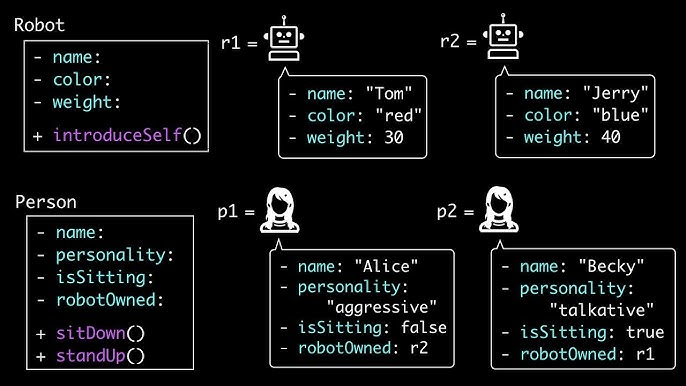 Robot
- name:
- color:
- weight:
+ introduceSelf()
r1 =
- name: "Tom"
- color: "red"
- weight: 30
r2 =
- name: "Jerry"
- color: "blue"
- weight: 40
Person
- name:
- personality:
- isSitting:
- robotOwned:
+ sitDown()
+ standUp()
p1 =
- name: "Alice"
- personality:
"aggressive"
- isSitting: false
- robotOwned: r2
p2 =
- name: "Becky"
- personality:
"talkative"
- isSitting: true
- robotOwned: r1